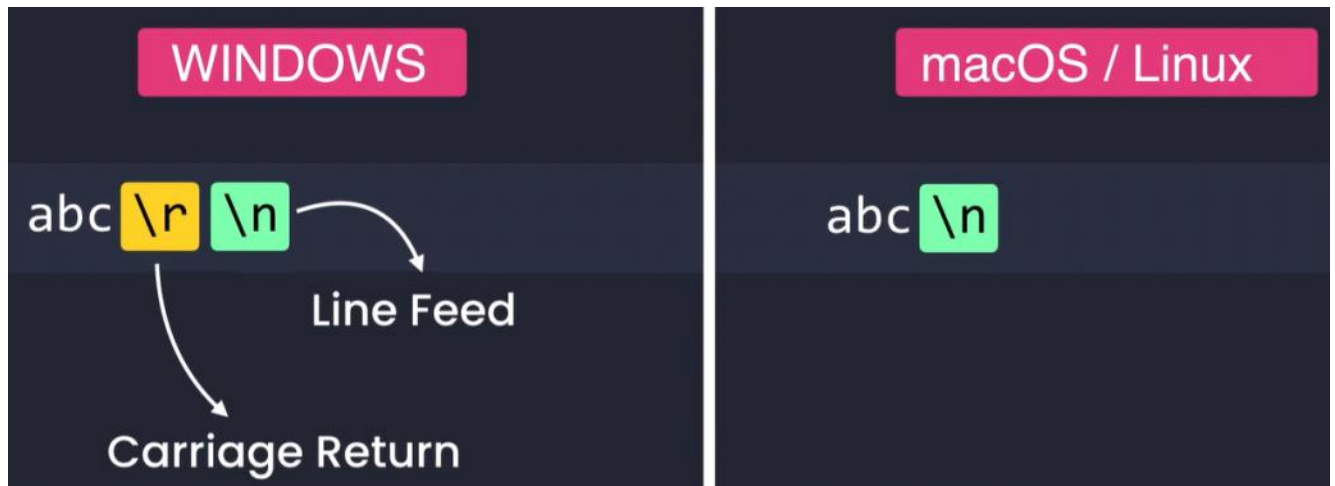 WINDOWS
abc \r \n
Line Feed
Carriage Return
macOS / Linux
abc \n